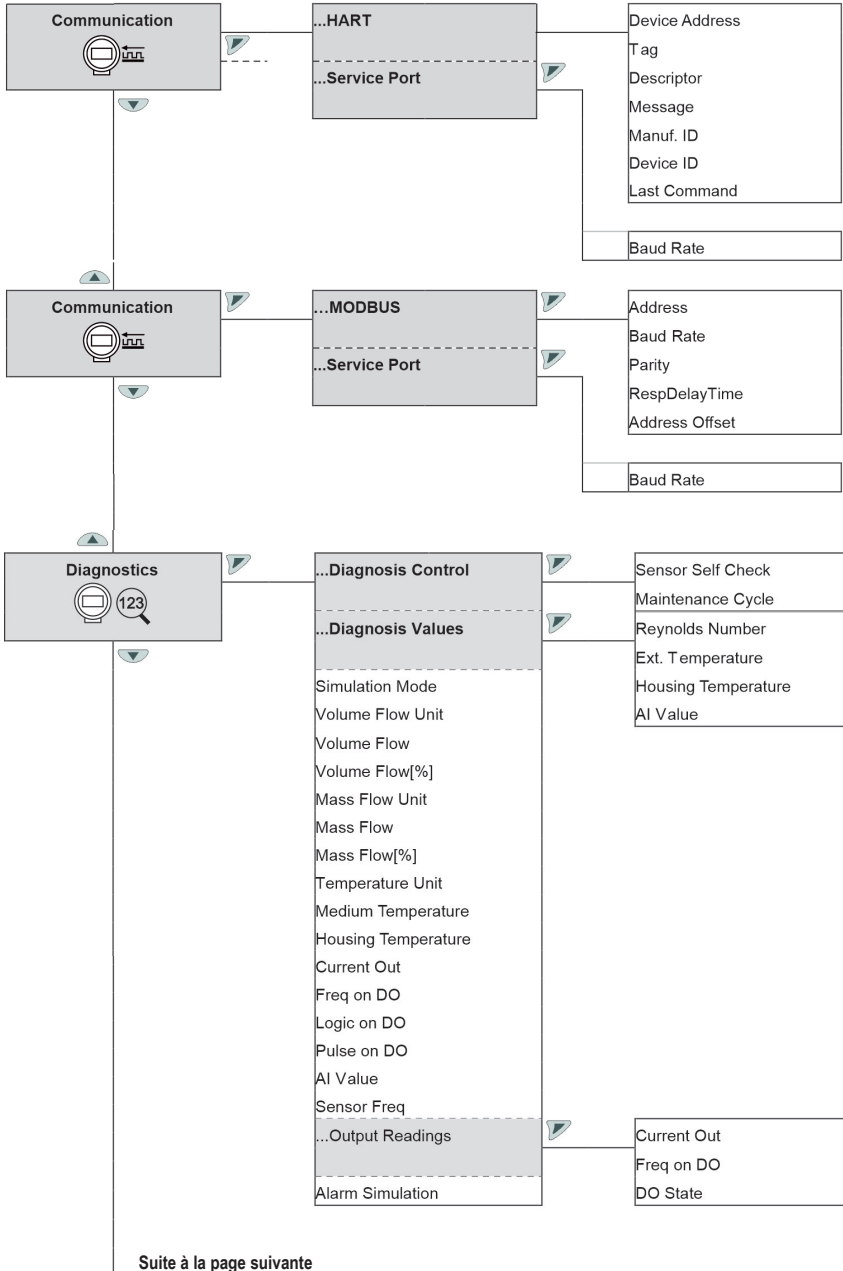 Communication
...HART
...Service Port
Device Address
Tag
Descriptor
Message
Manuf. ID
Device ID
Last Command
Baud Rate
Communication
...MODBUS
...Service Port
Address
Baud Rate
Parity
RespDelayTime
Address Offset
Baud Rate
Diagnostics
123
...Diagnosis Control
...Diagnosis Values
Simulation Mode
Volume Flow Unit
Volume Flow
Volume Flow[%]
Mass Flow Unit
Mass Flow
Mass Flow[%]
Temperature Unit
Medium Temperature
Housing Temperature
Current Out
Freq on DO
Logic on DO
Pulse on DO
AI Value
Sensor Freq
...Output Readings
Alarm Simulation
Sensor Self Check
Maintenance Cycle
Reynolds Number
Ext. Temperature
Housing Temperature
AI Value
Current Out
Freq on DO
DO State
Suite à la page suivante